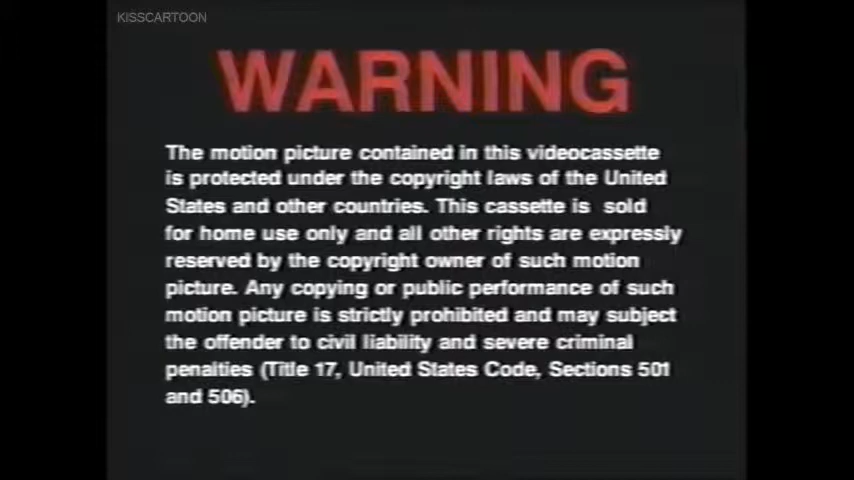 KISSCARTOON
WARNING
The motion picture contained in this videocassette
is protected under the copyright laws of the United
States and other countries. This cassette is sold
for home use only and all other rights are expressly
reserved by the copyright owner of such motion
picture. Any copying or public performance of such
motion picture is strictly prohibited and may subject
the offender to civil liability and severe criminal
penalties (Title 17, United States Code, Sections 501
and 506).